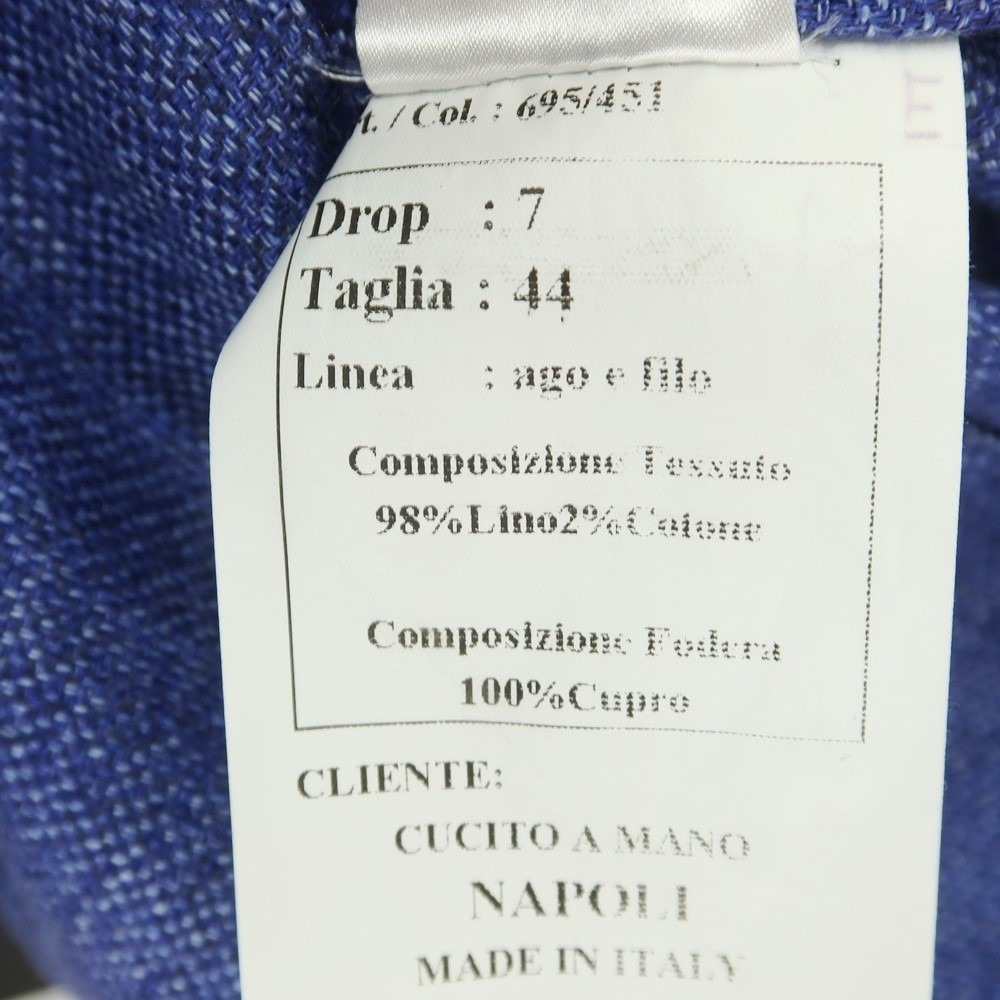 t. / Col. : 695/451
Drop : 7
Taglia : 44
Linea : ago e filo
Composizione Tessuto
98%Lino2%Cotone
Composizione Fodera
100%Cupro
CLIENTE:
CUCITO A MANO
NAPOLI
MADE IN ITALY